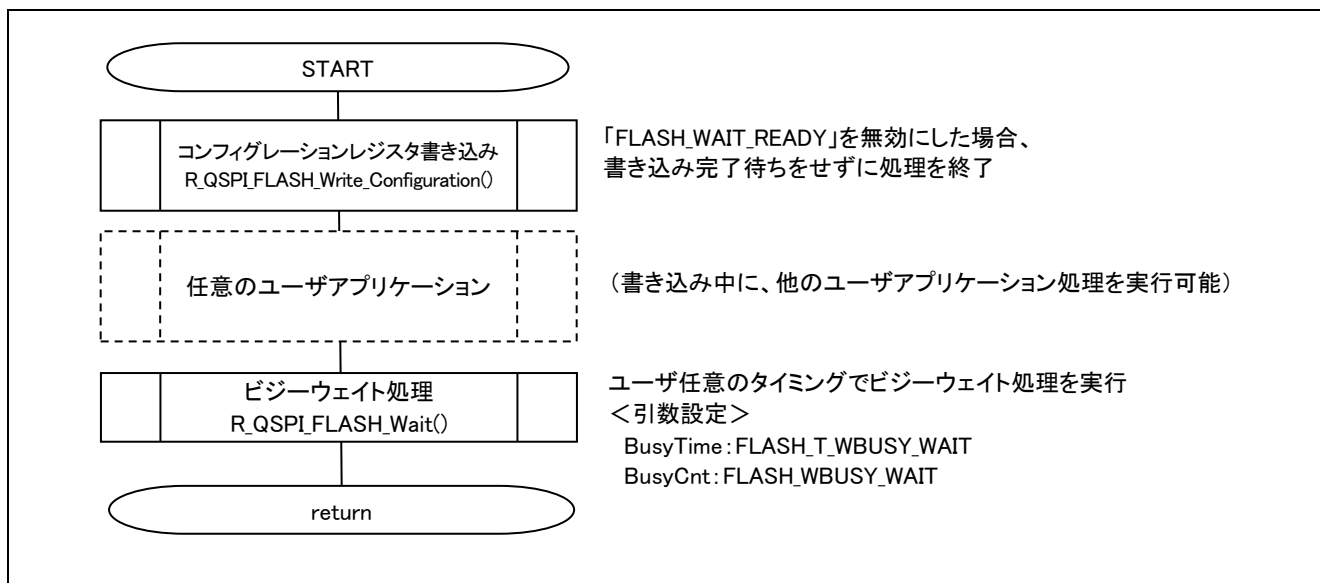 START
コンフィグレーションレジスタ書き込み
R_QSPI_FLASH_Write_Configuration()
「FLASH_WAIT_READY」を無効にした場合、
書き込み完了待ちをせずに処理を終了
任意のユーザアプリケーション
（書き込み中に、他のユーザアプリケーション処理を実行可能）
ビジーウェイト処理
R_QSPI_FLASH_Wait()
ユーザ任意のタイミングでビジーウェイト処理を実行
＜引数設定＞
BusyTime：FLASH_T_WBUSY_WAIT
BusyCnt：FLASH_WBUSY_WAIT
return